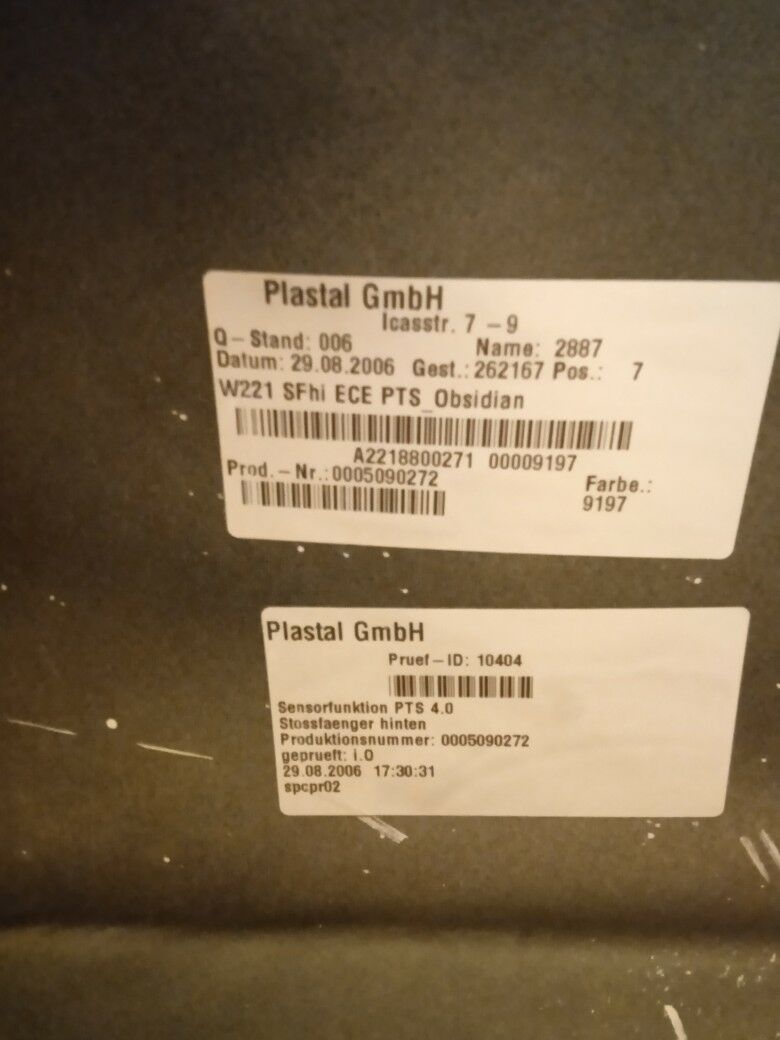 Plastal GmbH
Icasstr. 7 - 9
Q - Stand: 006 Name: 2887
Datum: 29.08.2006 Gest.: 262167 Pos.: 7
W221 SFhi ECE PTS_Obsidian
A2218800271 00009197
Prod. - Nr.: 0005090272 Farbe.:
9197
Plastal GmbH
Pruef - ID: 10404
Sensorfunktion PTS 4.0
Stossfaenger hinten
Produktionsnummer: 0005090272
geprueft: i.O
29.08.2006 17:30:31
spcpr02